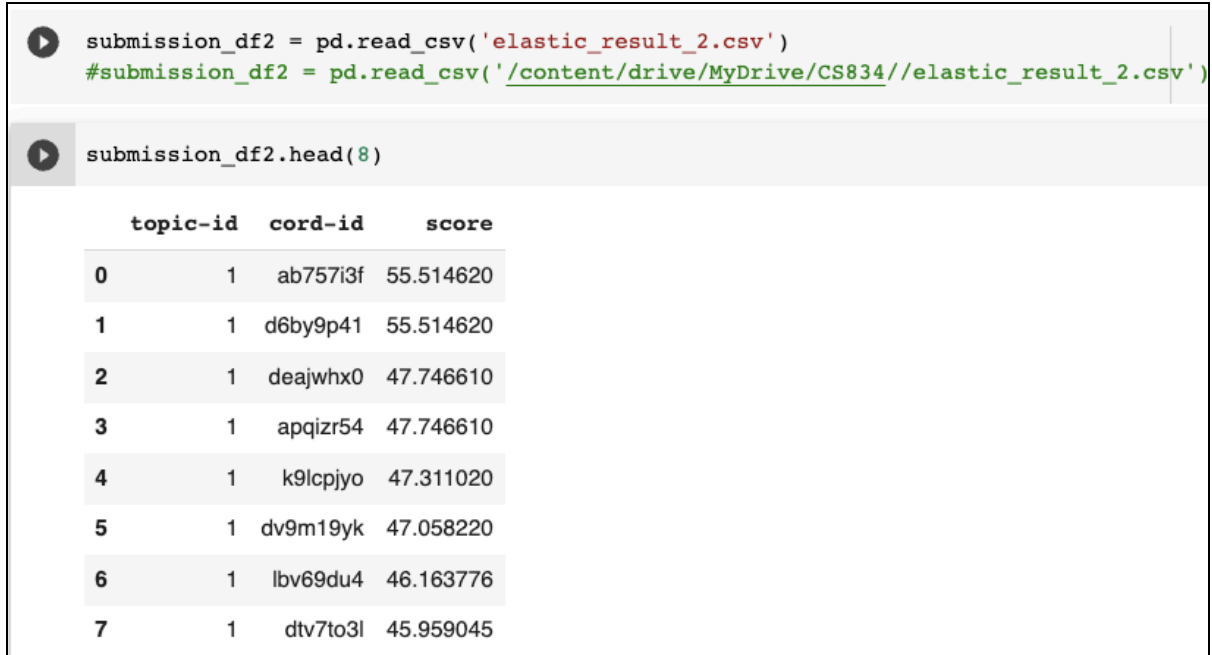 submission_df2 = pd.read_csv('elastic_result_2.csv')
#submission_df2 = pd.read_csv('/content/drive/MyDrive/CS834//elastic_result_2.csv')
submission_df2.head(8)
topic-id cord-id score
0 1 ab757i3f 55.514620
1 1 d6by9p41 55.514620
2 1 deajwhx0 47.746610
3 1 apqizr54 47.746610
4 1 k9lcpjyo 47.311020
5 1 dv9m19yk 47.058220
6 1 lbv69du4 46.163776
7 1 dtv7to3l 45.959045